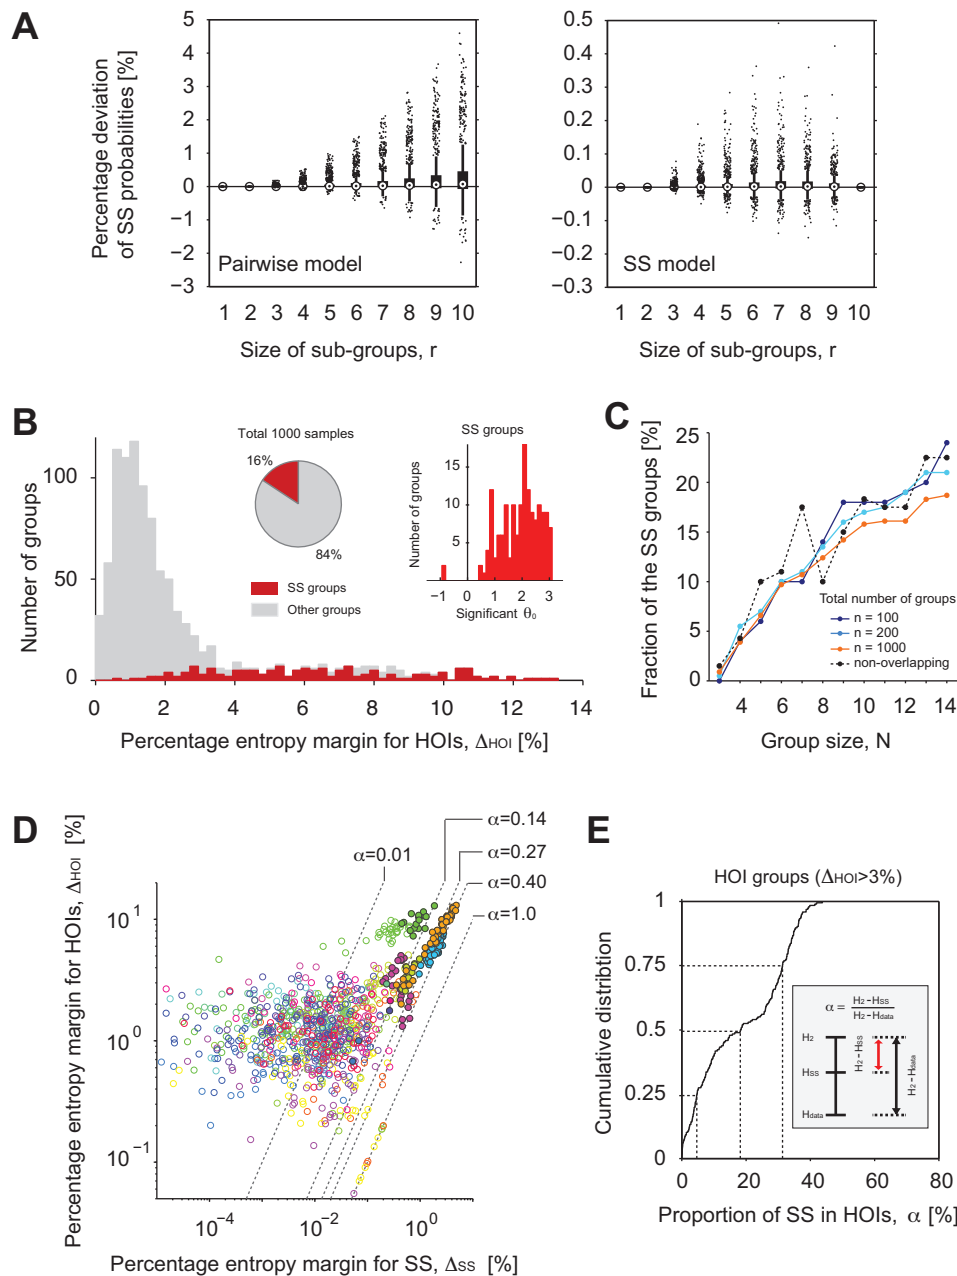 A
Percentage deviation
of SS probabilities [%]
5
4
3
2
1
0
−1
−2
−3
Pairwise model
1 2 3 4 5 6 7 8 9 10
Size of sub-groups, r
0.5
0.4
0.3
0.2
0.1
0
−0.1
−0.2
0.3
SS model
1 2 3 4 5 6 7 8 9 10
Size of sub-groups, r
B
Number of groups
100
50
0
0 2 4 6 8 10 12 14
Percentage entropy margin for HOIs, ΔHOI [%]
Total 1000 samples
16%
84%
SS groups
Other groups
SS groups
Number of groups
15
10
5
−1 0 1 2 3
Significant θ₀
C
Fraction of the SS groups [%]
25
20
15
10
5
0
4 6 8 10 12 14
Group size, N
Total number of groups
n = 100
n = 200
n = 1000
non-overlapping
D
Percentage entropy margin for HOIs, ΔHOI [%]
10¹
10⁰
10⁻¹
10⁻⁴ 10⁻² 10⁰
Percentage entropy margin for SS, ΔSS [%]
α=0.01
α=0.14
α=0.27
α=0.40
α=1.0
E
HOI groups (ΔHOI>3%)
Cumulative distribtion
1
0.75
0.5
0.25
0
0 20 40 60 80
Proportion of SS in HOIs, α [%]
α = H₂−Hss / H₂−Hdata
H₂
Hss
Hdata
H₂−Hss
H₂−Hdata